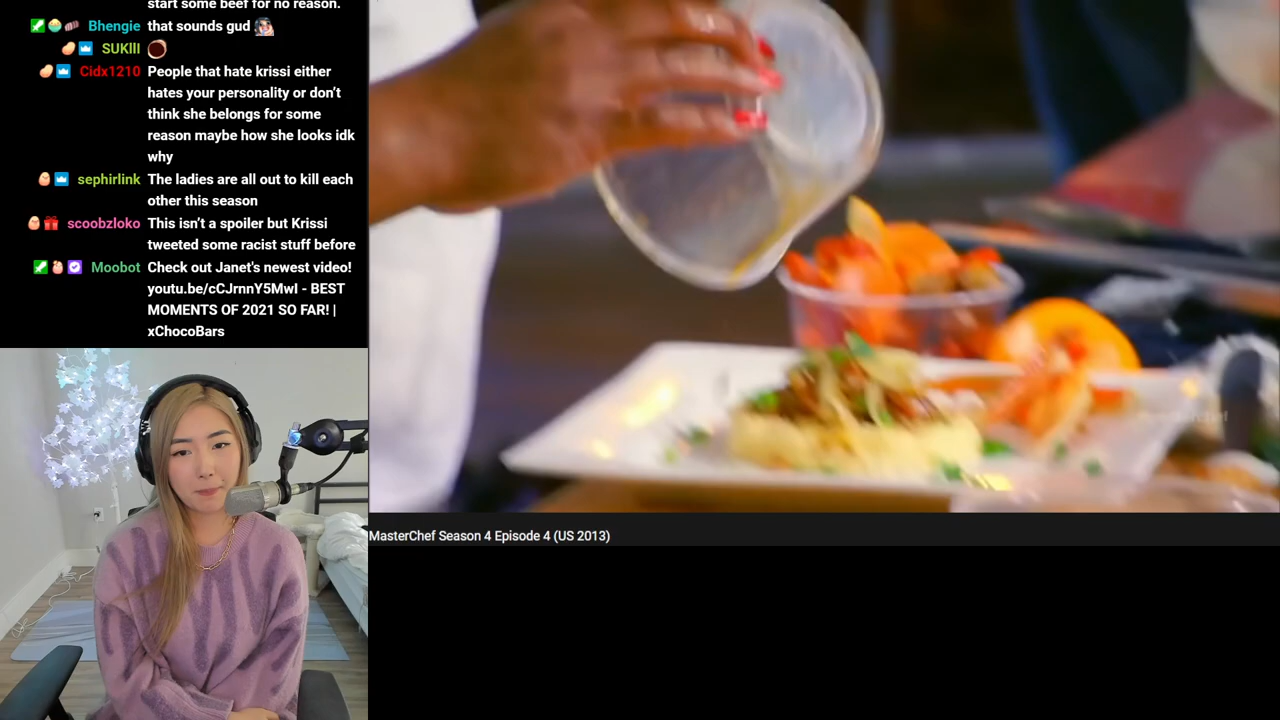 start some beef for no reason.
Bhengie that sounds gud
SUKIII
Cidx1210 People that hate krissi either
hates your personality or don't
think she belongs for some
reason maybe how she looks idk
why
sephirlink The ladies are all out to kill each
other this season
scoobzloko This isn't a spoiler but Krissi
tweeted some racist stuff before
Moobot Check out Janet's newest video!
youtu.be/cCJrnnY5MwI - BEST
MOMENTS OF 2021 SO FAR! |
xChocoBars
MasterChef Season 4 Episode 4 (US 2013)